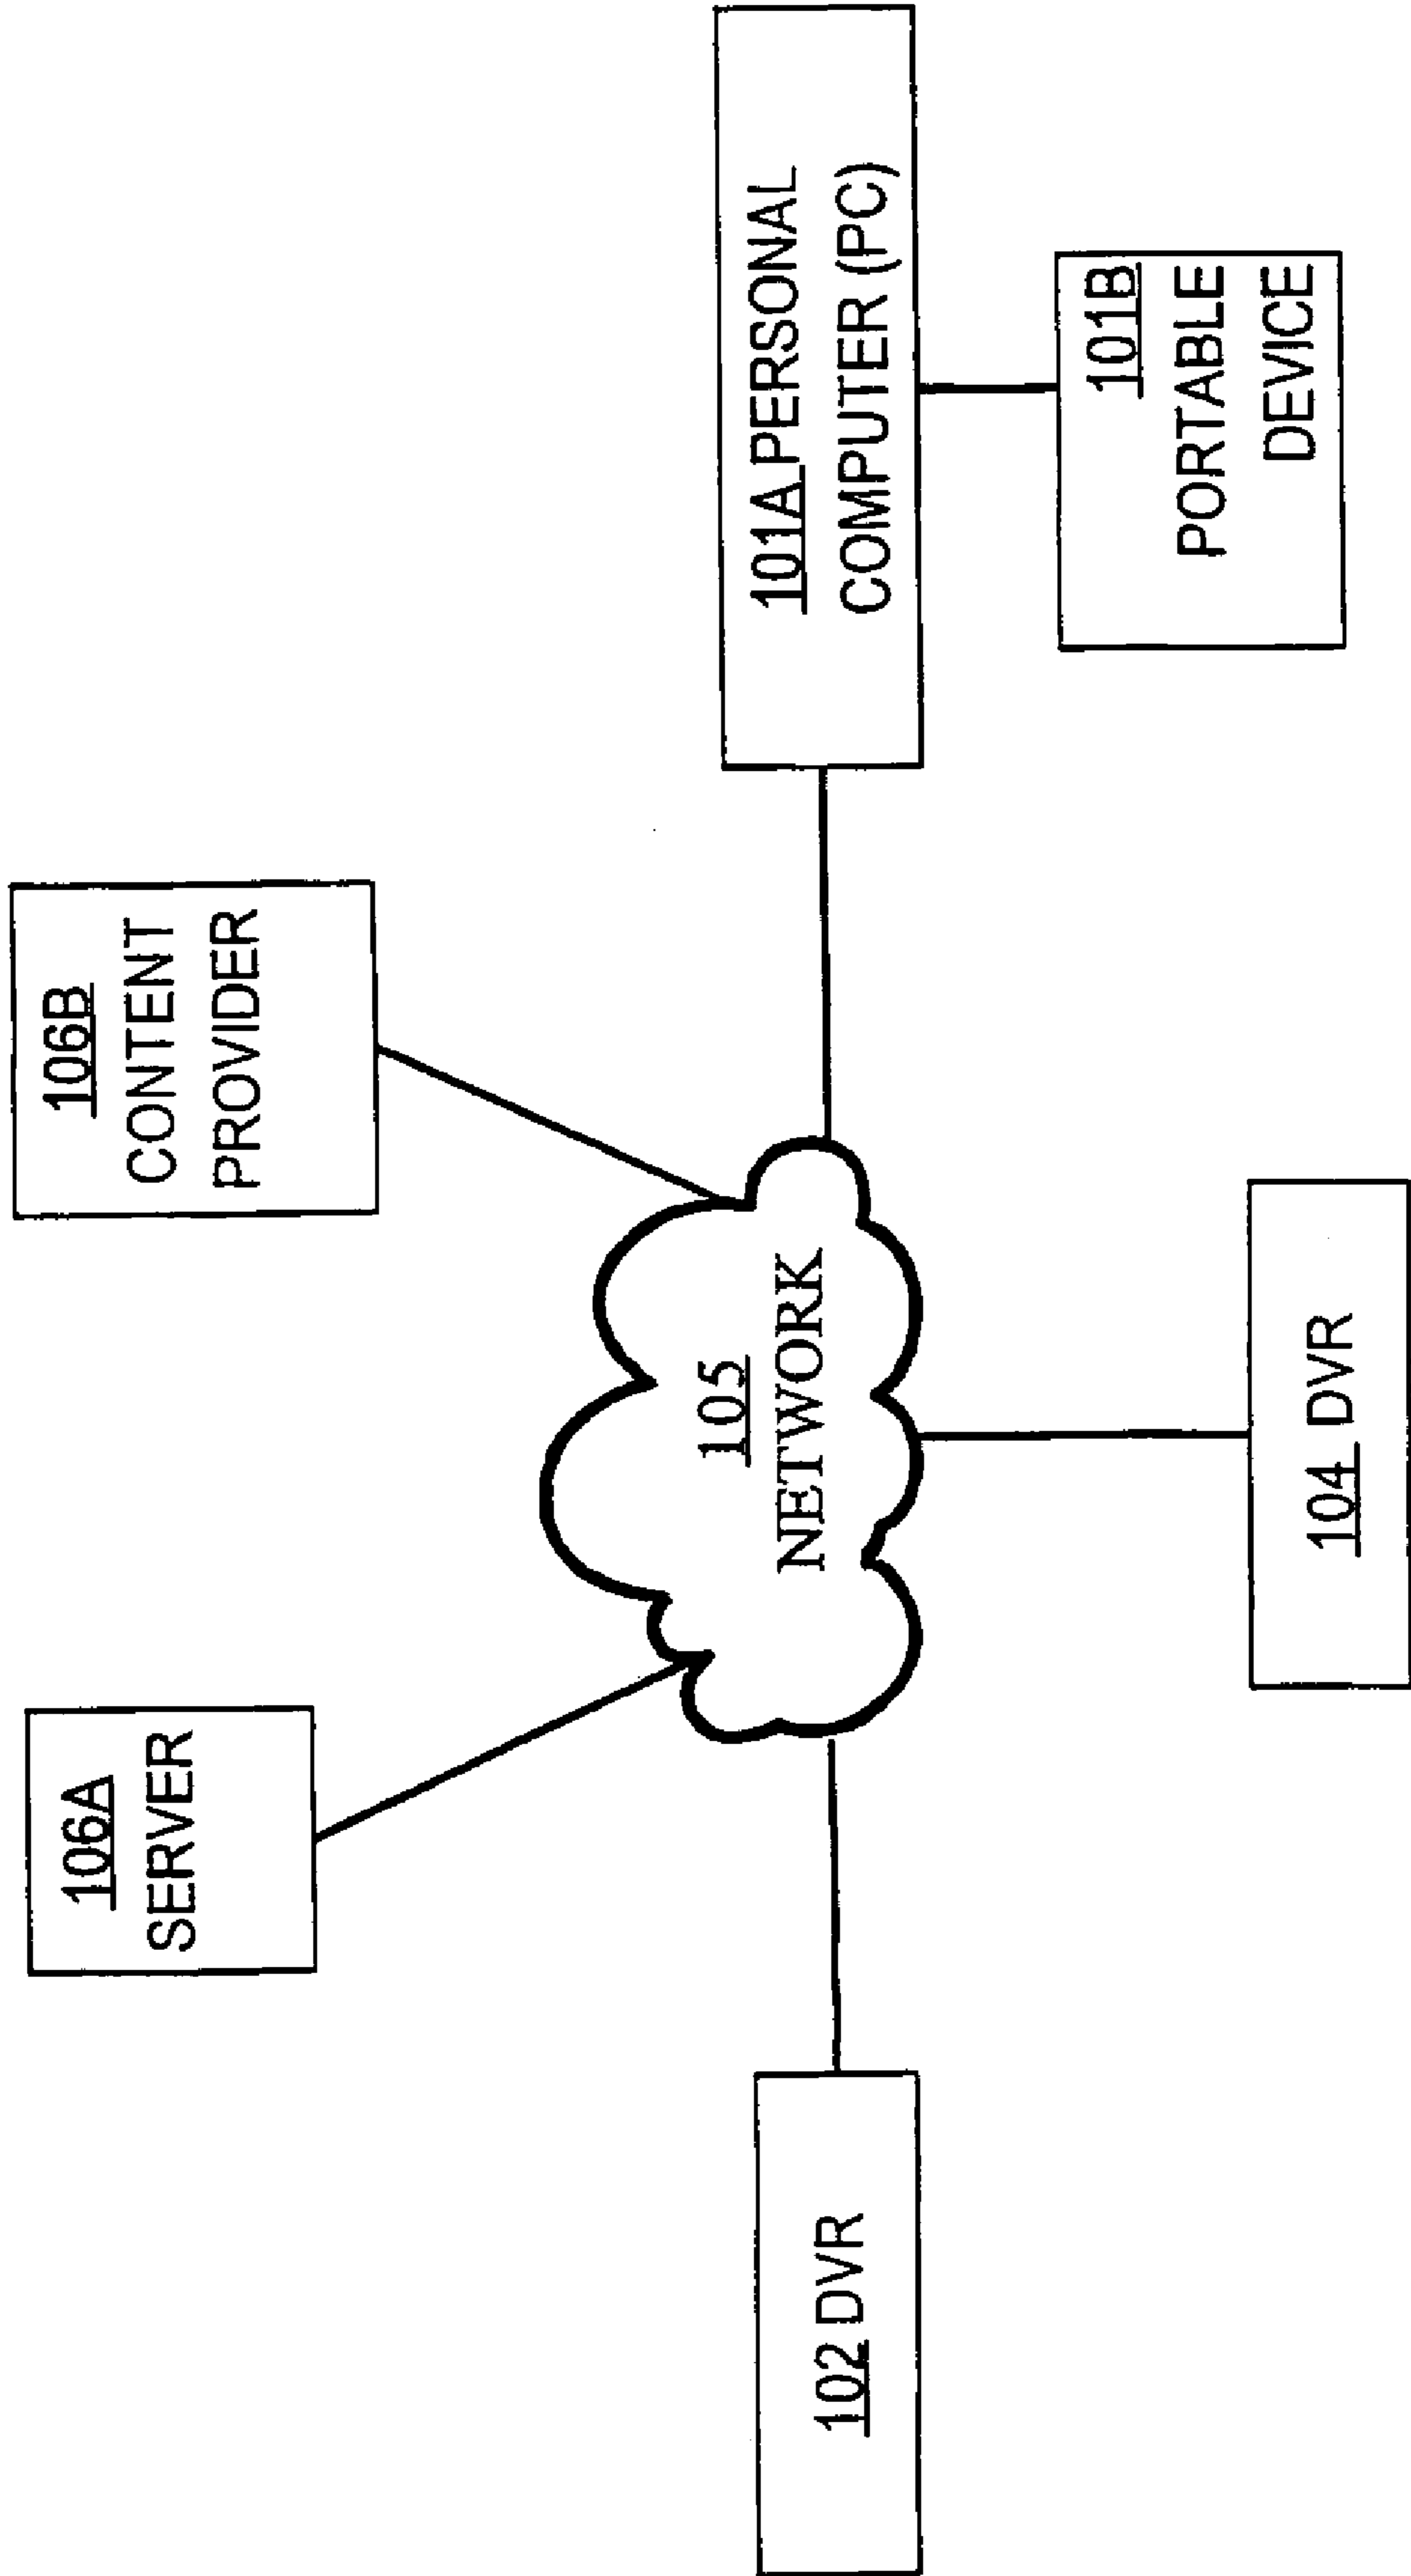 106A
SERVER
106B
CONTENT
PROVIDER
105
NETWORK
102 DVR
104 DVR
101A PERSONAL
COMPUTER (PC)
101B
PORTABLE
DEVICE